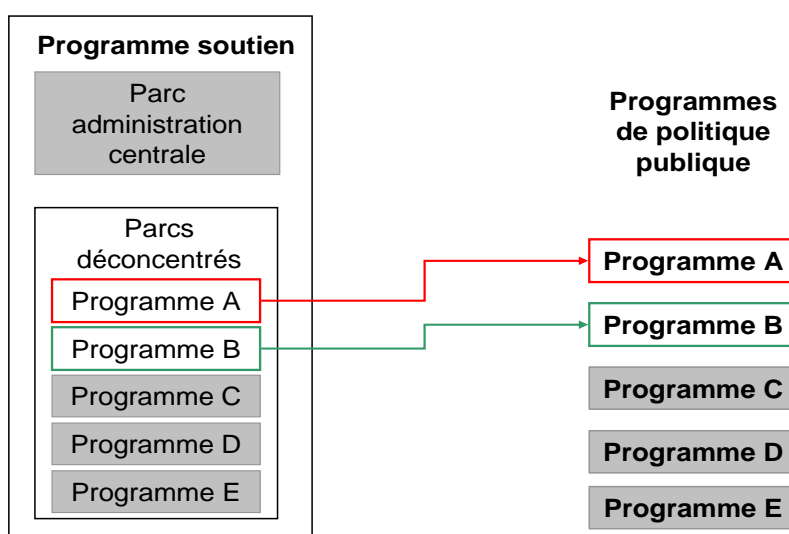 Programme soutien
Parc
administration
centrale
Parcs
déconcentrés
Programme A
Programme B
Programme C
Programme D
Programme E
Programmes
de politique
publique
Programme A
Programme B
Programme C
Programme D
Programme E